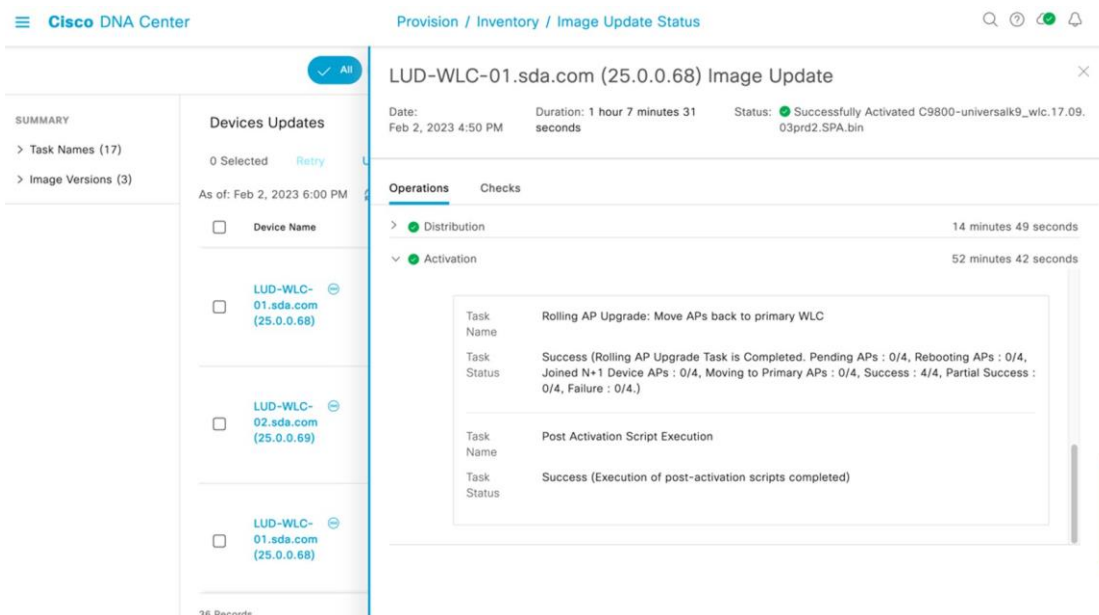 Cisco DNA Center
Provision / Inventory / Image Update Status
All
SUMMARY
Task Names (17)
Image Versions (3)
Devices Updates
0 Selected Retry U
As of: Feb 2, 2023 6:00 PM
Device Name
LUD-WLC-
01.sda.com
(25.0.0.68)
LUD-WLC-
02.sda.com
(25.0.0.69)
LUD-WLC-
01.sda.com
(25.0.0.68)
26 Records
LUD-WLC-01.sda.com (25.0.0.68) Image Update
Date:
Feb 2, 2023 4:50 PM
Duration: 1 hour 7 minutes 31
seconds
Status: Successfully Activated C9800-universalk9_wlc.17.09.
03prd2.SPA.bin
Operations Checks
Distribution 14 minutes 49 seconds
Activation 52 minutes 42 seconds
Task
Name
Rolling AP Upgrade: Move APs back to primary WLC
Task
Status
Success (Rolling AP Upgrade Task is Completed. Pending APs : 0/4, Rebooting APs : 0/4,
Joined N+1 Device APs : 0/4, Moving to Primary APs : 0/4, Success : 4/4, Partial Success :
0/4, Failure : 0/4.)
Task
Name
Post Activation Script Execution
Task
Status
Success (Execution of post-activation scripts completed)